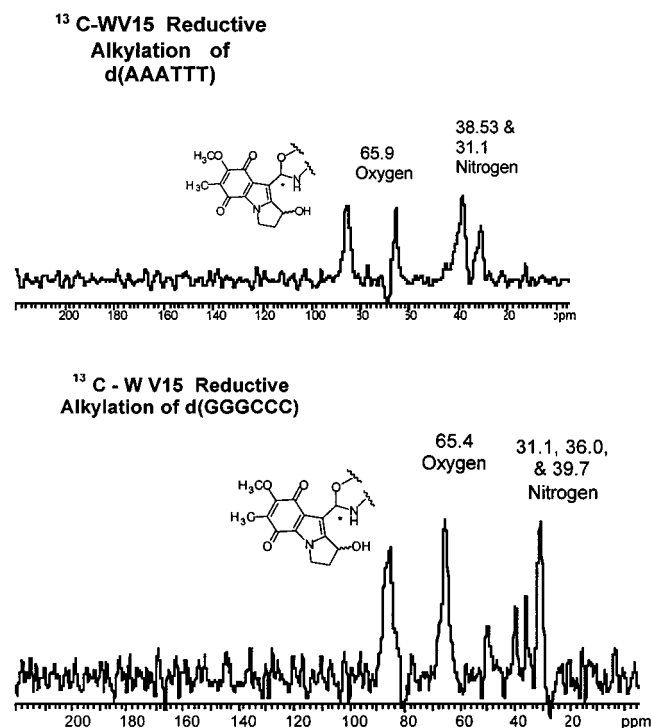 13 C-WV15 Reductive
Alkylation of
d(AAATTT)
38.53 &
31.1
Nitrogen
65.9
Oxygen
O
H₃CO
O
N
H
*
H₃C
O
N
OH
200 180 160 140 120 100 80 60 40 20 ppm
13 C - W V15 Reductive
Alkylation of d(GGGCCC)
65.4
Oxygen
31.1, 36.0,
& 39.7
Nitrogen
O
H₃CO
O
N
H
*
H₃C
O
N
OH
200 180 160 140 120 100 80 60 40 20 ppm